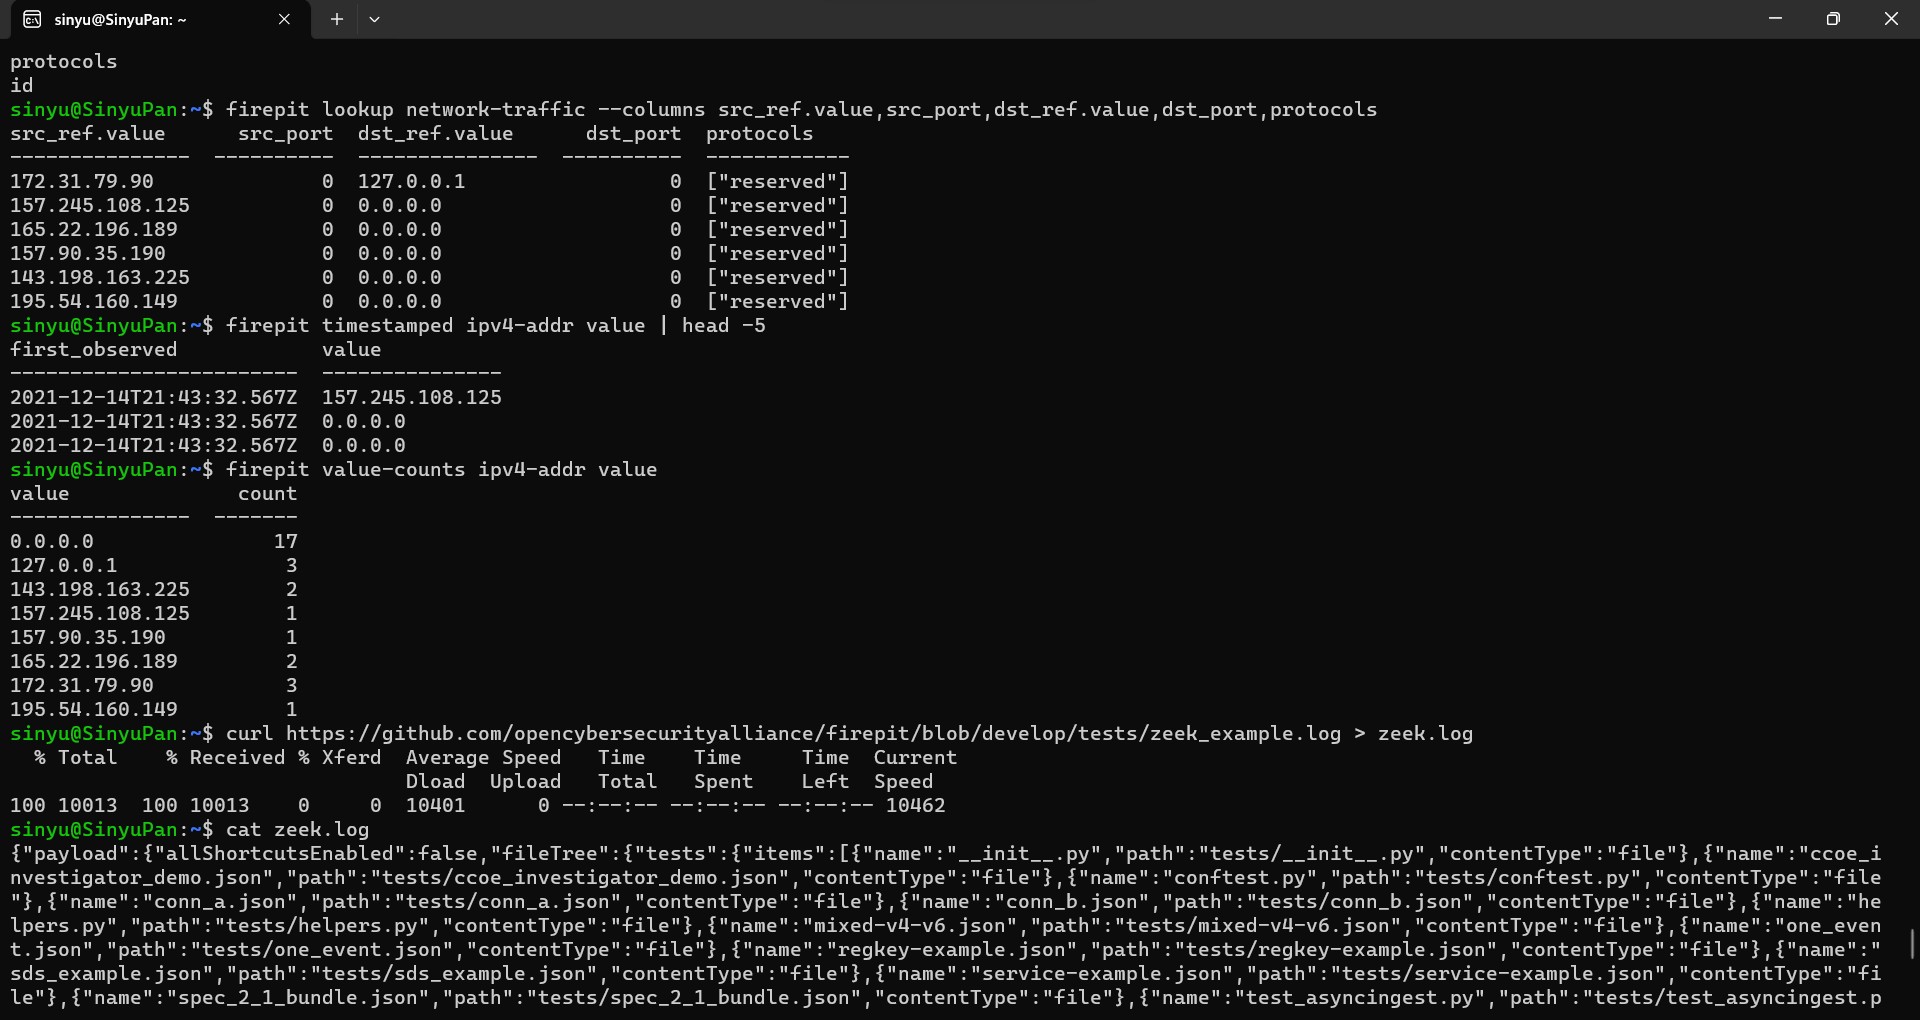 sinyu@SinyuPan: ~
protocols
id
sinyu@SinyuPan:~$ firepit lookup network-traffic --columns src_ref.value,src_port,dst_ref.value,dst_port,protocols
src_ref.value      src_port  dst_ref.value      dst_port  protocols
---------------  ----------  ---------------  ----------  ------------
172.31.79.90              0  127.0.0.1                 0  ["reserved"]
157.245.108.125           0  0.0.0.0                   0  ["reserved"]
165.22.196.189            0  0.0.0.0                   0  ["reserved"]
157.90.35.190             0  0.0.0.0                   0  ["reserved"]
143.198.163.225           0  0.0.0.0                   0  ["reserved"]
195.54.160.149            0  0.0.0.0                   0  ["reserved"]
sinyu@SinyuPan:~$ firepit timestamped ipv4-addr value | head -5
first_observed            value
------------------------  ---------------
2021-12-14T21:43:32.567Z  157.245.108.125
2021-12-14T21:43:32.567Z  0.0.0.0
2021-12-14T21:43:32.567Z  0.0.0.0
sinyu@SinyuPan:~$ firepit value-counts ipv4-addr value
value              count
---------------  -------
0.0.0.0               17
127.0.0.1              3
143.198.163.225        2
157.245.108.125        1
157.90.35.190          1
165.22.196.189         2
172.31.79.90           3
195.54.160.149         1
sinyu@SinyuPan:~$ curl https://github.com/opencybersecurityalliance/firepit/blob/develop/tests/zeek_example.log > zeek.log
  % Total    % Received % Xferd  Average Speed   Time    Time     Time  Current
                                 Dload  Upload   Total   Spent    Left  Speed
100 10013  100 10013    0     0  10401      0 --:--:-- --:--:-- --:--:-- 10462
sinyu@SinyuPan:~$ cat zeek.log
{"payload":{"allShortcutsEnabled":false,"fileTree":{"tests":{"items":[{"name":"__init__.py","path":"tests/__init__.py","contentType":"file"},{"name":"ccoe_i
nvestigator_demo.json","path":"tests/ccoe_investigator_demo.json","contentType":"file"},{"name":"conftest.py","path":"tests/conftest.py","contentType":"file
"},{"name":"conn_a.json","path":"tests/conn_a.json","contentType":"file"},{"name":"conn_b.json","path":"tests/conn_b.json","contentType":"file"},{"name":"he
lpers.py","path":"tests/helpers.py","contentType":"file"},{"name":"mixed-v4-v6.json","path":"tests/mixed-v4-v6.json","contentType":"file"},{"name":"one_even
t.json","path":"tests/one_event.json","contentType":"file"},{"name":"regkey-example.json","path":"tests/regkey-example.json","contentType":"file"},{"name":"
sds_example.json","path":"tests/sds_example.json","contentType":"file"},{"name":"service-example.json","path":"tests/service-example.json","contentType":"fi
le"},{"name":"spec_2_1_bundle.json","path":"tests/spec_2_1_bundle.json","contentType":"file"},{"name":"test_asyncingest.py","path":"tests/test_asyncingest.p